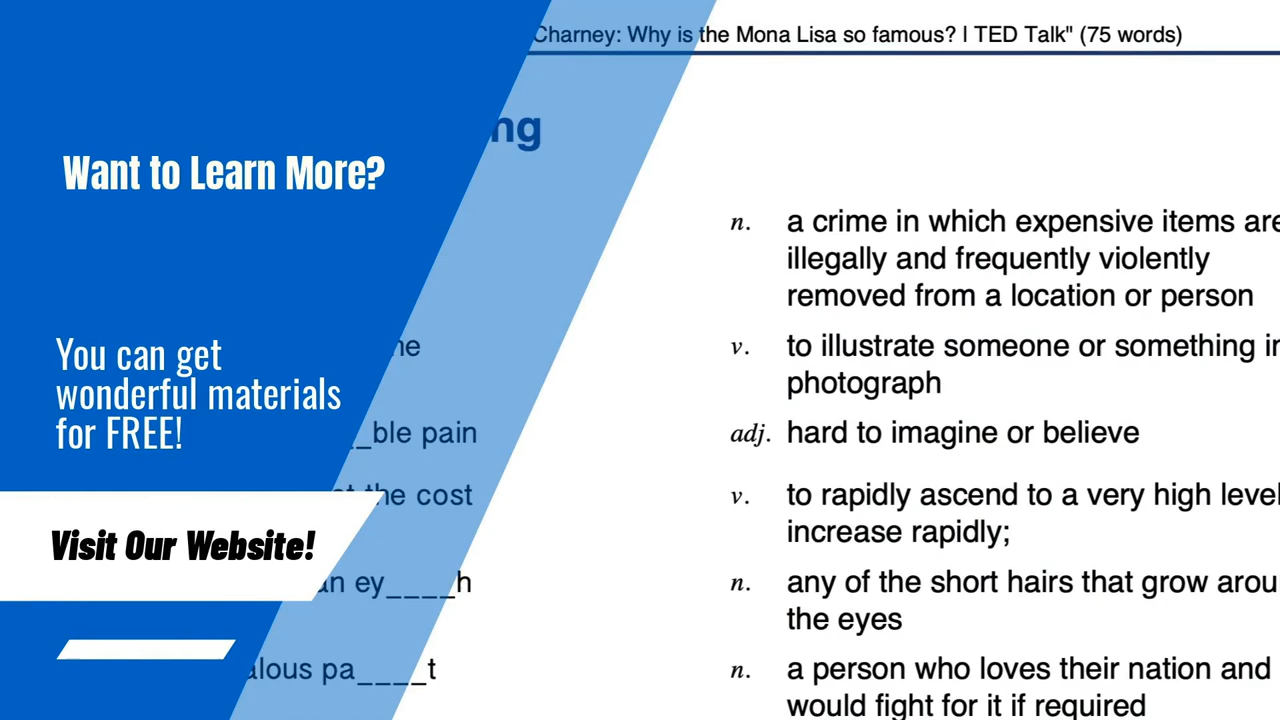 Charney: Why is the Mona Lisa so famous? | TED Talk" (75 words)
ng
Want to Learn More?
You can get
wonderful materials
for FREE!
Visit Our Website!
n. a crime in which expensive items are
illegally and frequently violently
removed from a location or person
he
v. to illustrate someone or something in
photograph
__ble pain
adj. hard to imagine or believe
the cost
v. to rapidly ascend to a very high level
increase rapidly;
an ey____h
n. any of the short hairs that grow arou
the eyes
alous pa____t
n. a person who loves their nation and
would fight for it if required